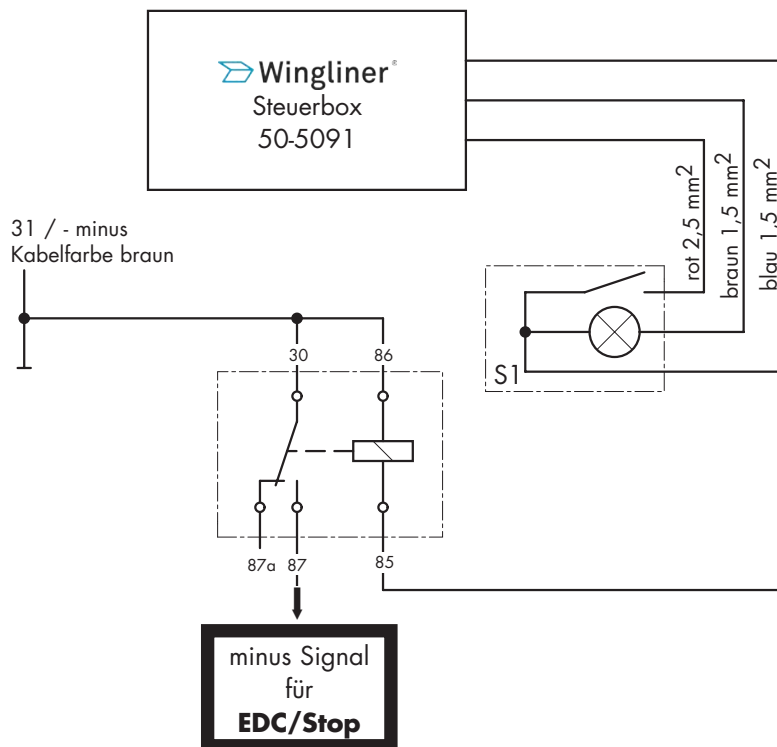 Wingliner®
Steuerbox
50-5091
31 / - minus
Kabelfarbe braun
rot 2,5 mm²
braun 1,5 mm²
blau 1,5 mm²
S1
30
86
87a
87
85
minus Signal
für
EDC/Stop